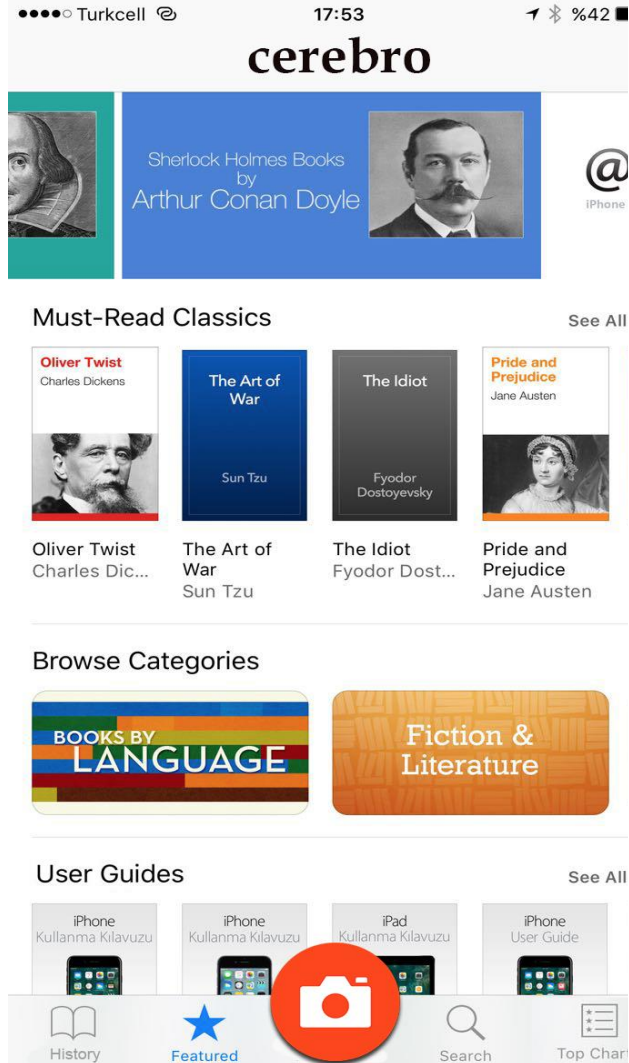 Turkcell
17:53
%42
cerebro
Sherlock Holmes Books
by
Arthur Conan Doyle
@
iPhone
Must-Read Classics
See All
Oliver Twist
Charles Dickens
The Art of
War
Sun Tzu
The Idiot
Fyodor
Dostoyevsky
Pride and
Prejudice
Jane Austen
Oliver Twist
Charles Dic...
The Art of
War
Sun Tzu
The Idiot
Fyodor Dost...
Pride and
Prejudice
Jane Austen
Browse Categories
BOOKS BY
LANGUAGE
Fiction &
Literature
User Guides
See All
iPhone
Kullanma Kılavuzu
iPhone
Kullanma Kılavuzu
iPad
Kullanma Kılavuzu
iPhone
User Guide
History
Featured
Search
Top Chart